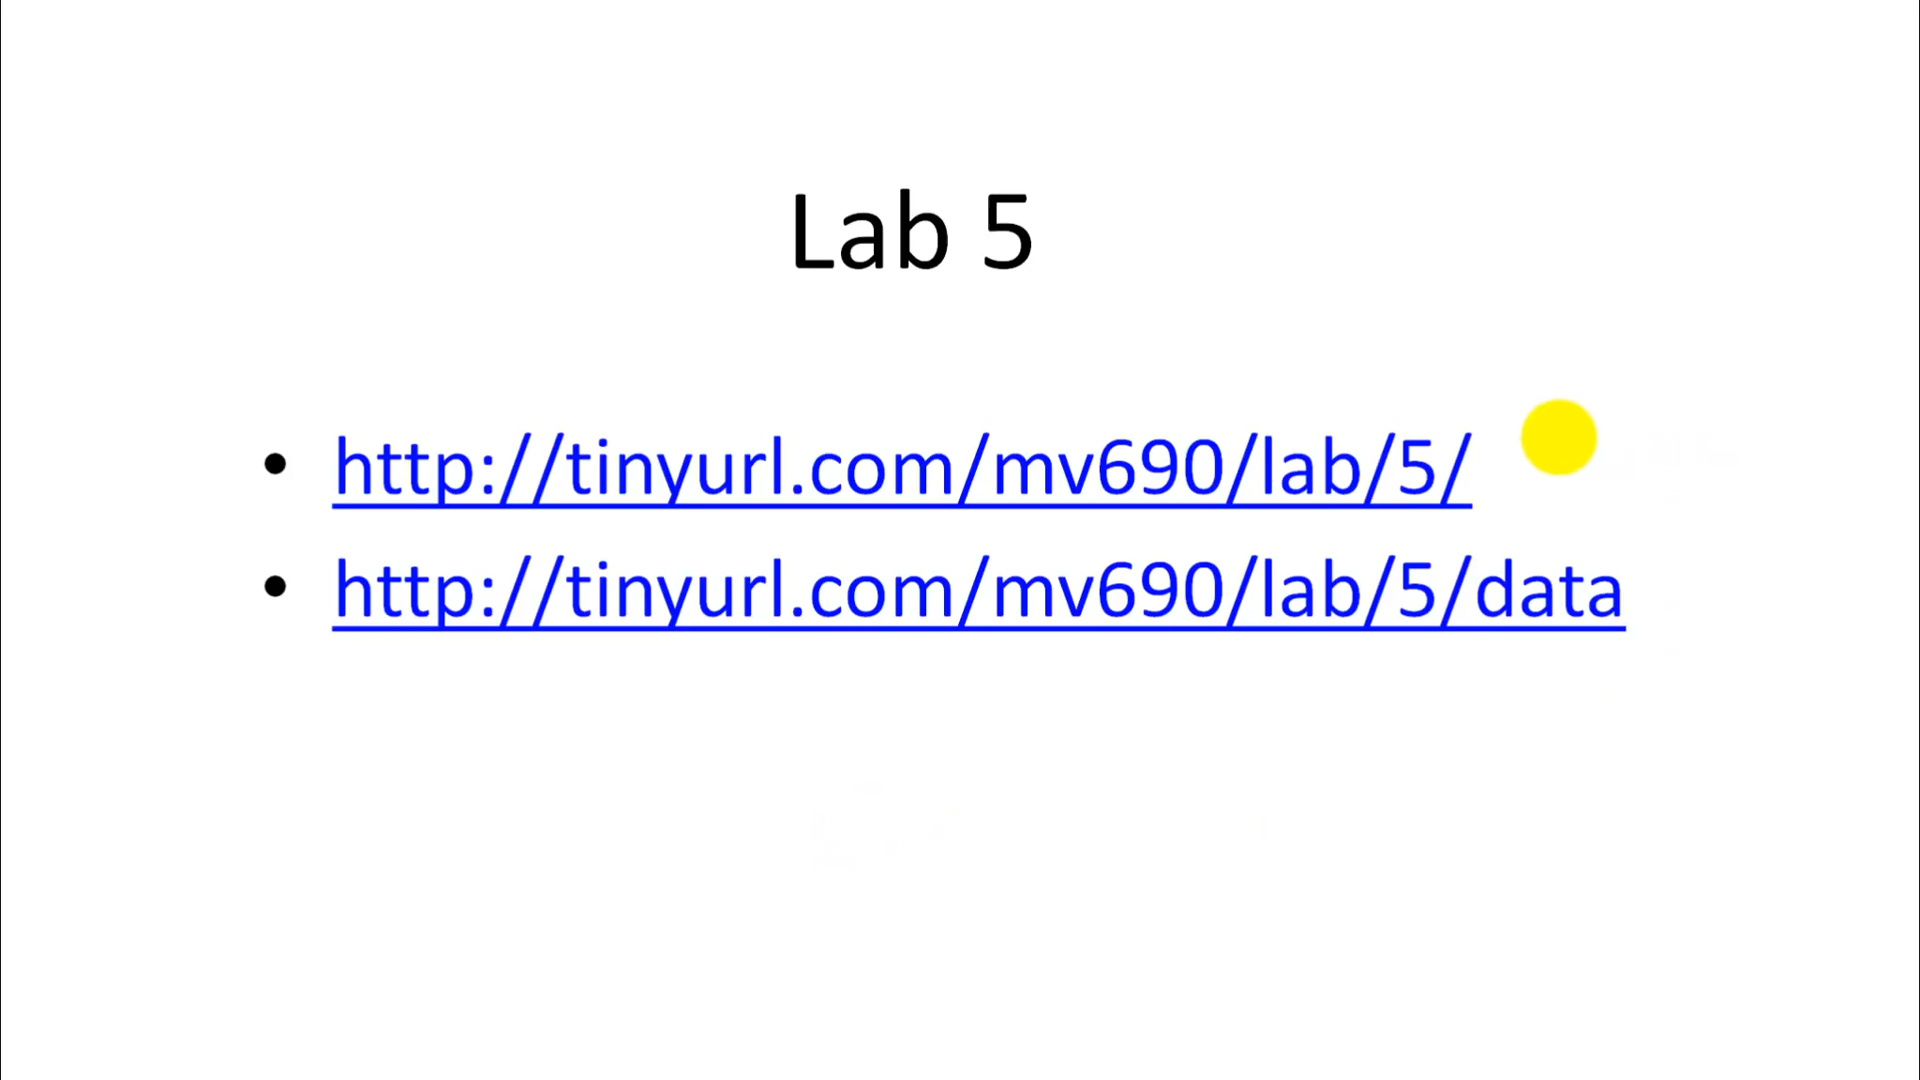 Lab 5
• http://tinyurl.com/mv690/lab/5/
• http://tinyurl.com/mv690/lab/5/data